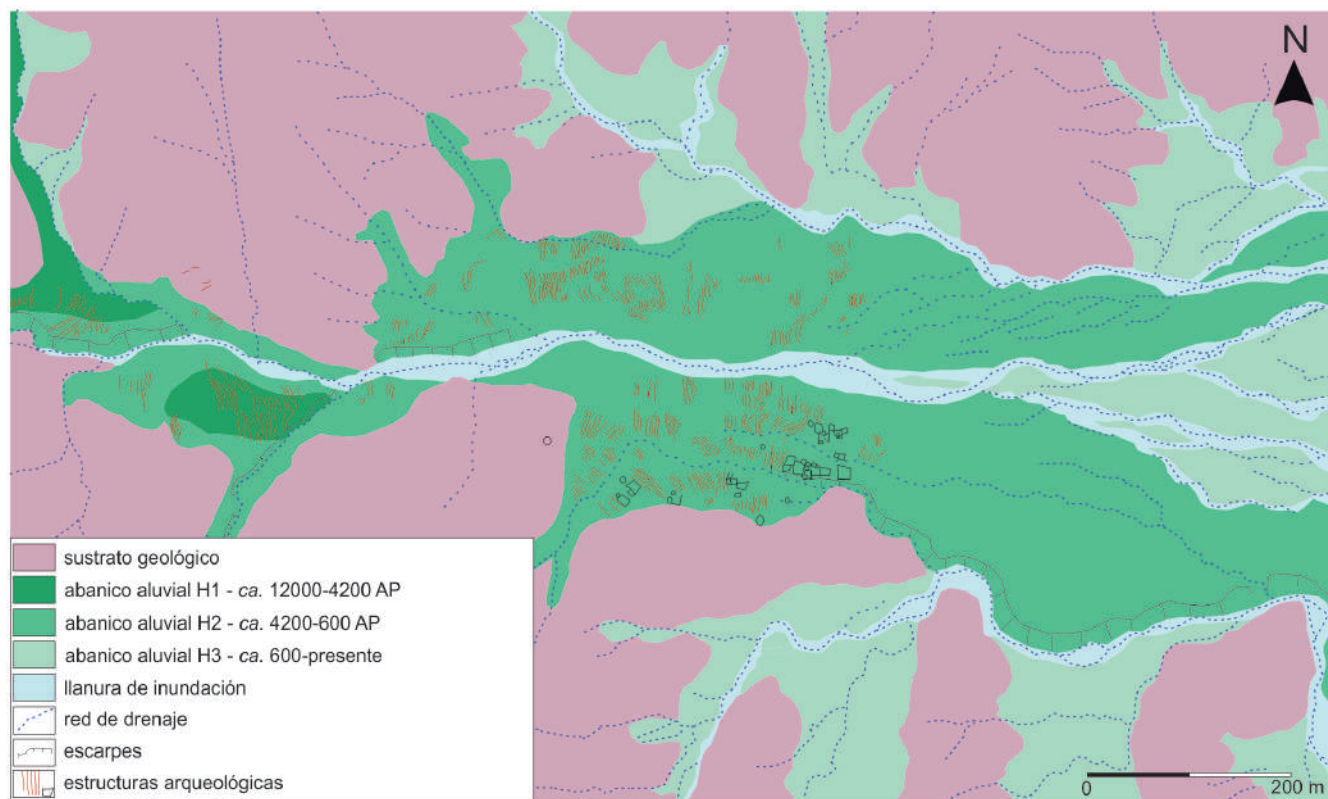 N
sustrato geológico
abanico aluvial H1 - ca. 12000-4200 AP
abanico aluvial H2 - ca. 4200-600 AP
abanico aluvial H3 - ca. 600-presente
llanura de inundación
red de drenaje
escarpes
estructuras arqueológicas
0 200 m